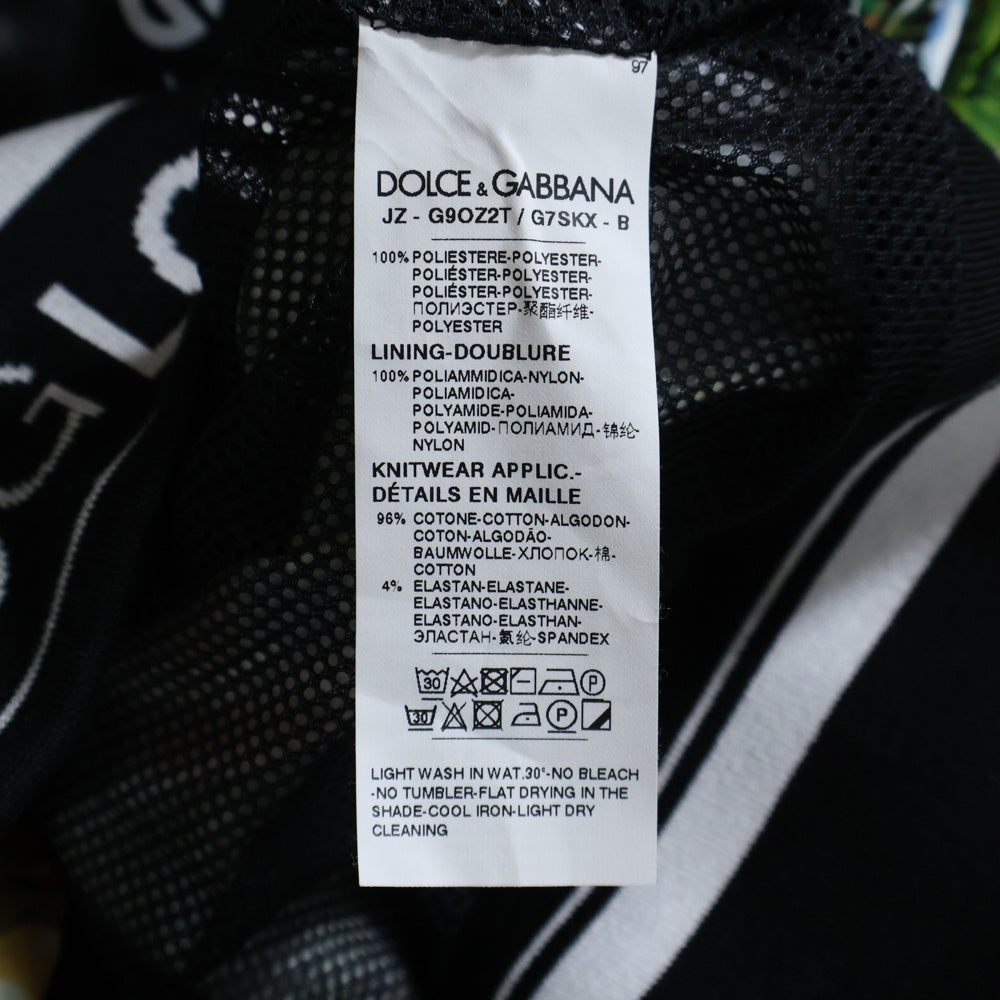 G
GLO
97
DOLCE & GABBANA
JZ - G9OZ2T / G7SKX - B
100% POLIESTERE-POLYESTER-
POLIÉSTER-POLYESTER-
POLIÉSTER-POLYESTER-
ПОЛИЭСТЕР-聚酯纤维-
POLYESTER
LINING-DOUBLURE
100% POLIAMMIDICA-NYLON-
POLIAMIDICA-
POLYAMIDE-POLIAMIDA-
POLYAMID-ПОЛИАМИД-锦纶-
NYLON
KNITWEAR APPLIC.-
DÉTAILS EN MAILLE
96% COTONE-COTTON-ALGODON-
COTON-ALGODÃO-
BAUMWOLLE-ХЛОПОК-棉-
COTTON
4% ELASTAN-ELASTANE-
ELASTANO-ELASTHANNE-
ELASTANO-ELASTHAN-
ЭЛАСТАН-氨纶-SPANDEX
30 P
30 P
LIGHT WASH IN WAT.30°-NO BLEACH
-NO TUMBLER-FLAT DRYING IN THE
SHADE-COOL IRON-LIGHT DRY
CLEANING